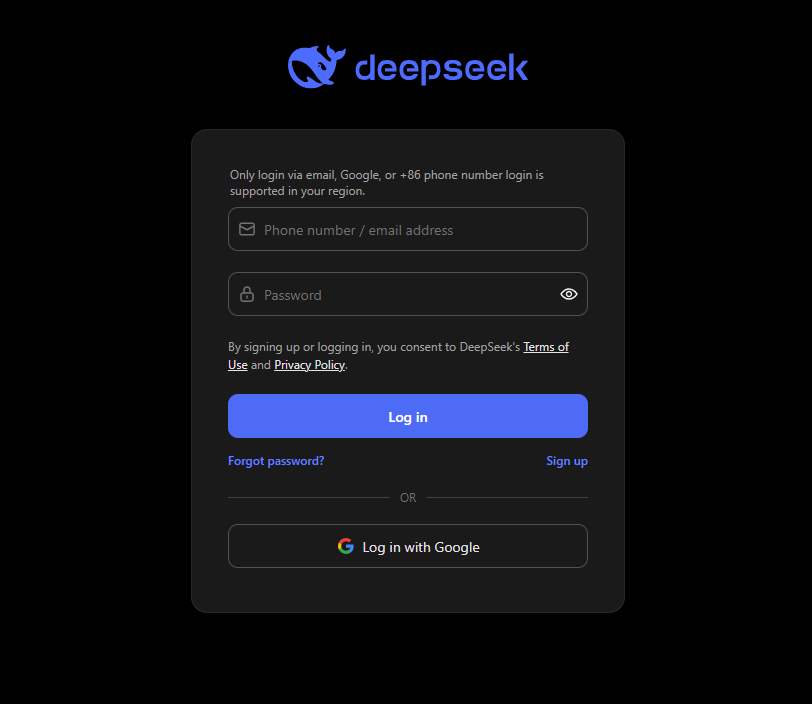 deepseek
Only login via email, Google, or +86 phone number login is
supported in your region.
Phone number / email address
Password
By signing up or logging in, you consent to DeepSeek's Terms of
Use and Privacy Policy.
Log in
Forgot password?
Sign up
OR
Log in with Google